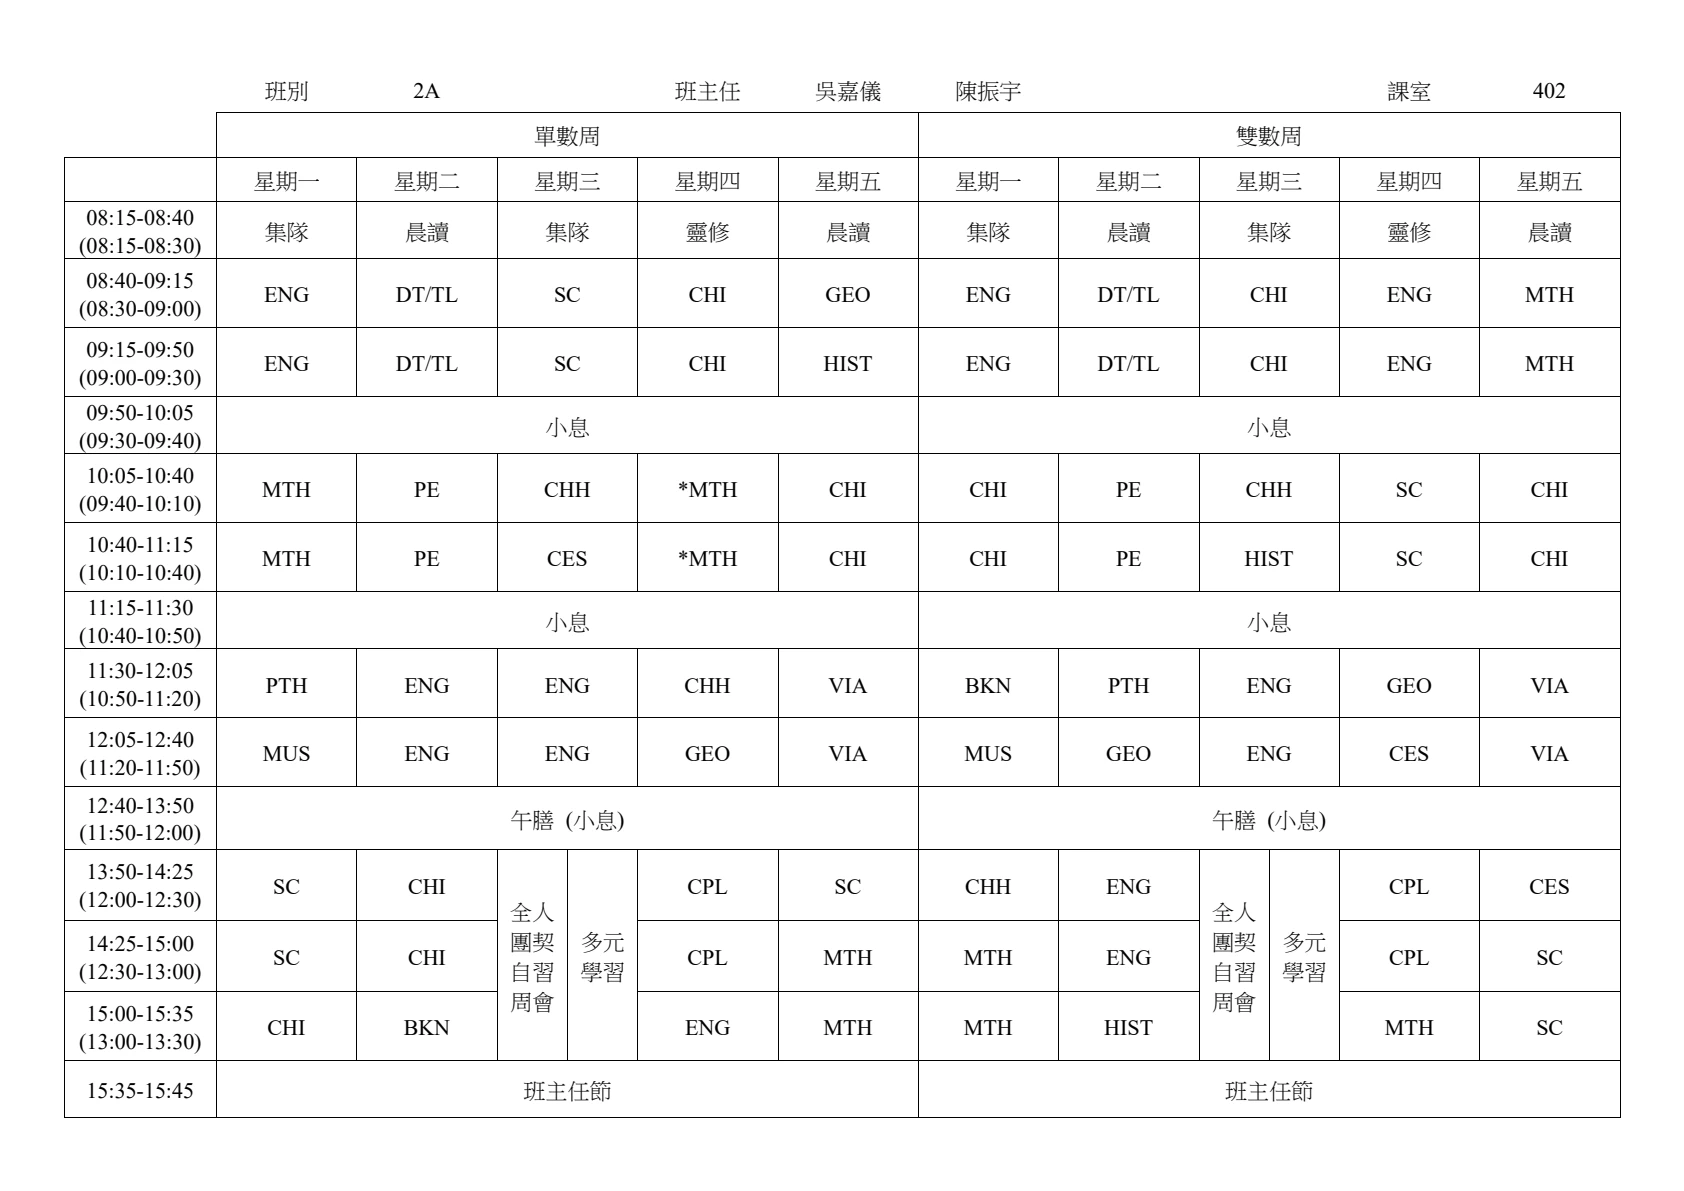 班別 2A 班主任 吳嘉儀 陳振宇 課室 402
單數周 雙數周
星期一 星期二 星期三 星期四 星期五 星期一 星期二 星期三 星期四 星期五
08:15-08:40
(08:15-08:30)
集隊 晨讀 集隊 靈修 晨讀 集隊 晨讀 集隊 靈修 晨讀
08:40-09:15
(08:30-09:00)
ENG DT/TL SC CHI GEO ENG DT/TL CHI ENG MTH
09:15-09:50
(09:00-09:30)
ENG DT/TL SC CHI HIST ENG DT/TL CHI ENG MTH
09:50-10:05
(09:30-09:40)
小息 小息
10:05-10:40
(09:40-10:10)
MTH PE CHH *MTH CHI CHI PE CHH SC CHI
10:40-11:15
(10:10-10:40)
MTH PE CES *MTH CHI CHI PE HIST SC CHI
11:15-11:30
(10:40-10:50)
小息 小息
11:30-12:05
(10:50-11:20)
PTH ENG ENG CHH VIA BKN PTH ENG GEO VIA
12:05-12:40
(11:20-11:50)
MUS ENG ENG GEO VIA MUS GEO ENG CES VIA
12:40-13:50
(11:50-12:00)
午膳 (小息) 午膳 (小息)
13:50-14:25
(12:00-12:30)
SC CHI CPL SC CHH ENG CPL CES
全人
團契
自習
周會
多元
學習
全人
團契
自習
周會
多元
學習
14:25-15:00
(12:30-13:00)
SC CHI CPL MTH MTH ENG CPL SC
15:00-15:35
(13:00-13:30)
CHI BKN ENG MTH MTH HIST MTH SC
15:35-15:45
班主任節 班主任節